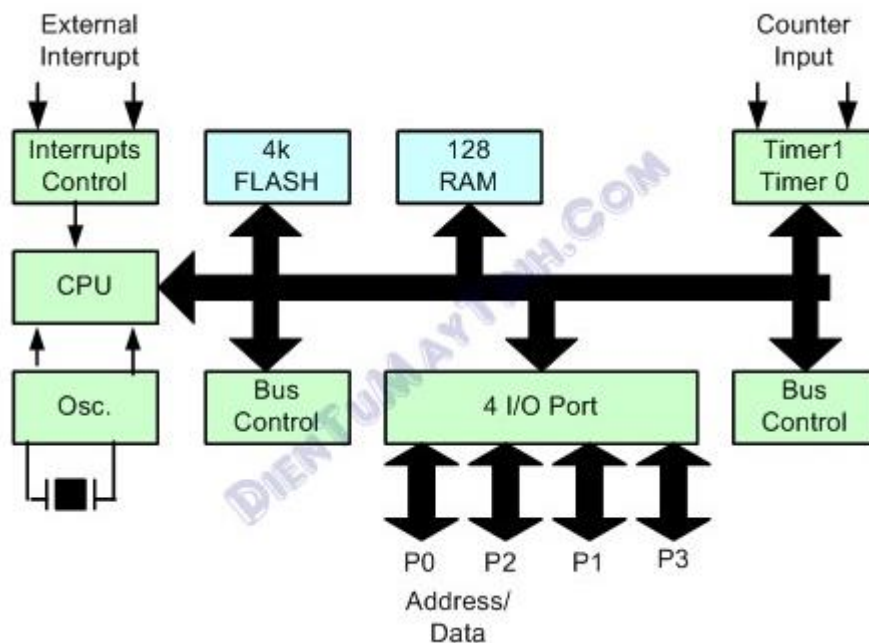 External
Interrupt
Counter
Input
Interrupts
Control
4k
FLASH
128
RAM
Timer1
Timer 0
CPU
Osc.
Bus
Control
4 I/O Port
Bus
Control
P0
P2
P1
P3
Address/
Data
DIENTUMAYTINH.COM